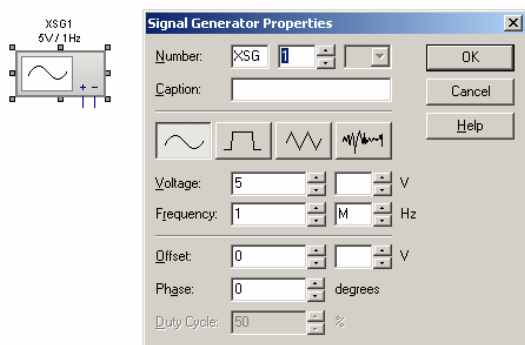 XSG1
5V/1Hz
Signal Generator Properties
Number: XSG 1
OK
Caption:
Cancel
Help
Voltage: 5 V
Frequency: 1 M Hz
Offset: 0 V
Phase: 0 degrees
Duty Cycle: 50 %